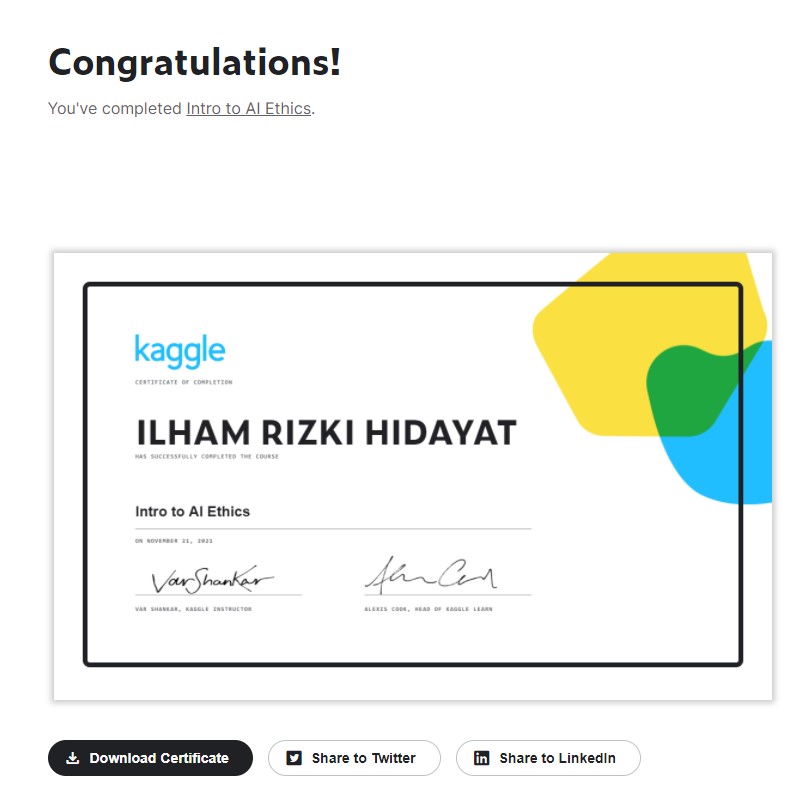 Congratulations!
You've completed Intro to AI Ethics.
kaggle
CERTIFICATE OF COMPLETION
ILHAM RIZKI HIDAYAT
HAS SUCCESSFULLY COMPLETED THE COURSE
Intro to AI Ethics
ON NOVEMBER 21, 2021
Var Shankar
VAR SHANKAR, KAGGLE INSTRUCTOR
ALEXIS COOK, HEAD OF KAGGLE LEARN
Download Certificate
Share to Twitter
Share to LinkedIn